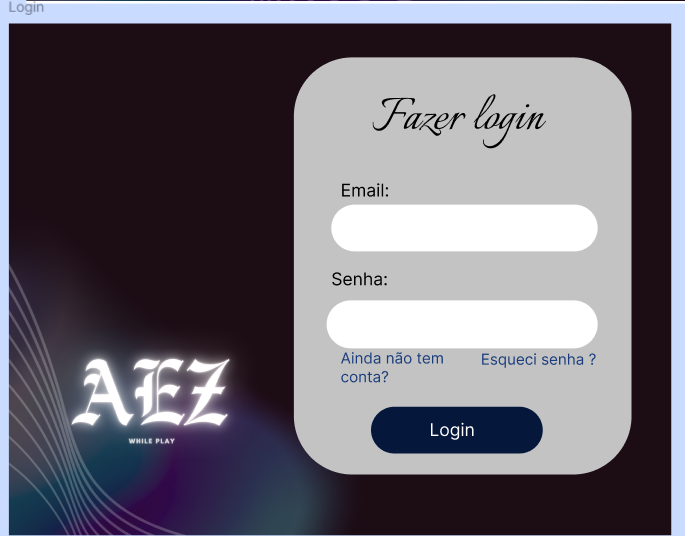 Login
Fazer login
Email:
Senha:
Ainda não tem
conta?
Esqueci senha ?
Login
AEZ
WHILE PLAY